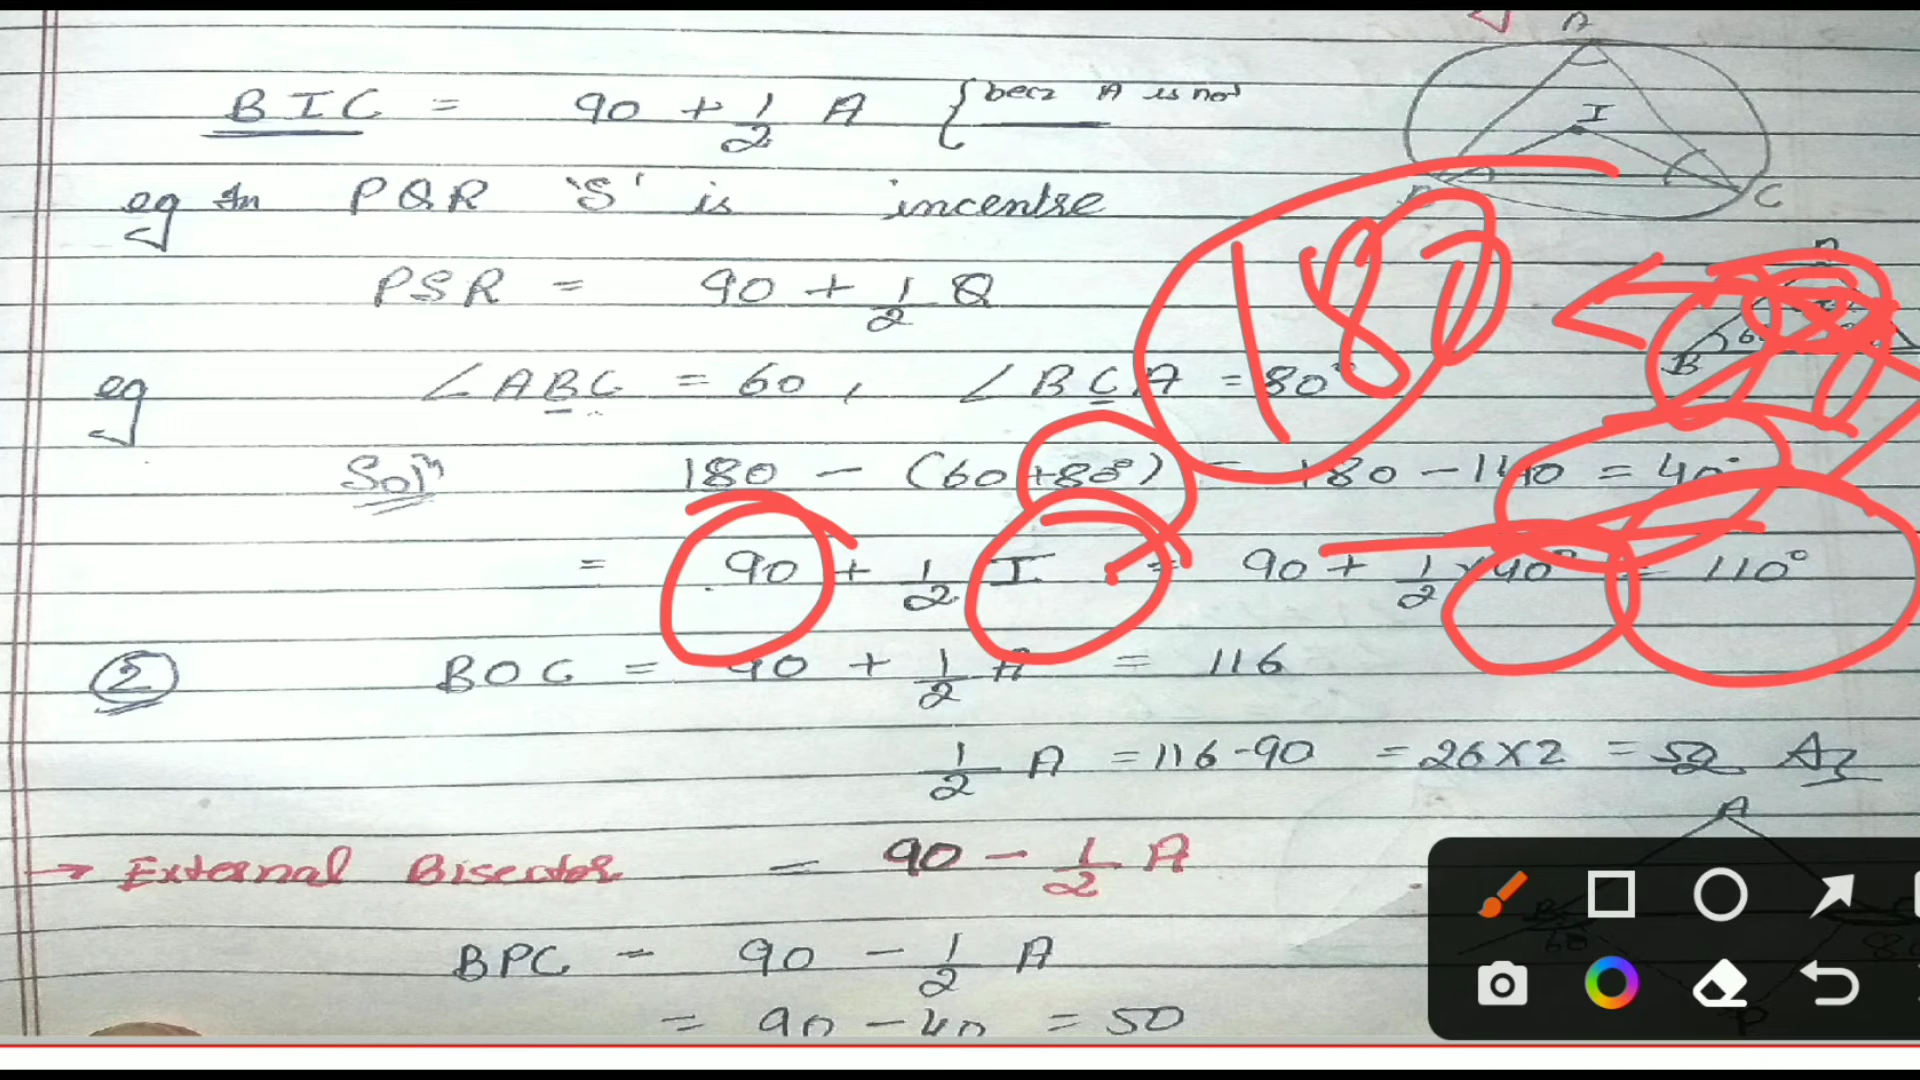 A
BIC = 90 + 1/2 A { becz A is not
I
C
eg In PQR 'S' is incentre
PSR = 90 + 1/2 Q
180
eg ∠ABC = 60, ∠BCA = 80°
B
Solⁿ 180 - (60+80°) = 180 - 140 = 40°
= 90 + 1/2 I = 90 + 1/2 × 40° = 110°
2 BOC = 90 + 1/2 A = 116
1/2 A = 116-90 = 26×2 = 52 Az
A
→ External Bisector = 90 - 1/2 A
B
60
BPC = 90 - 1/2 A
= 90 - 40 = 50
P